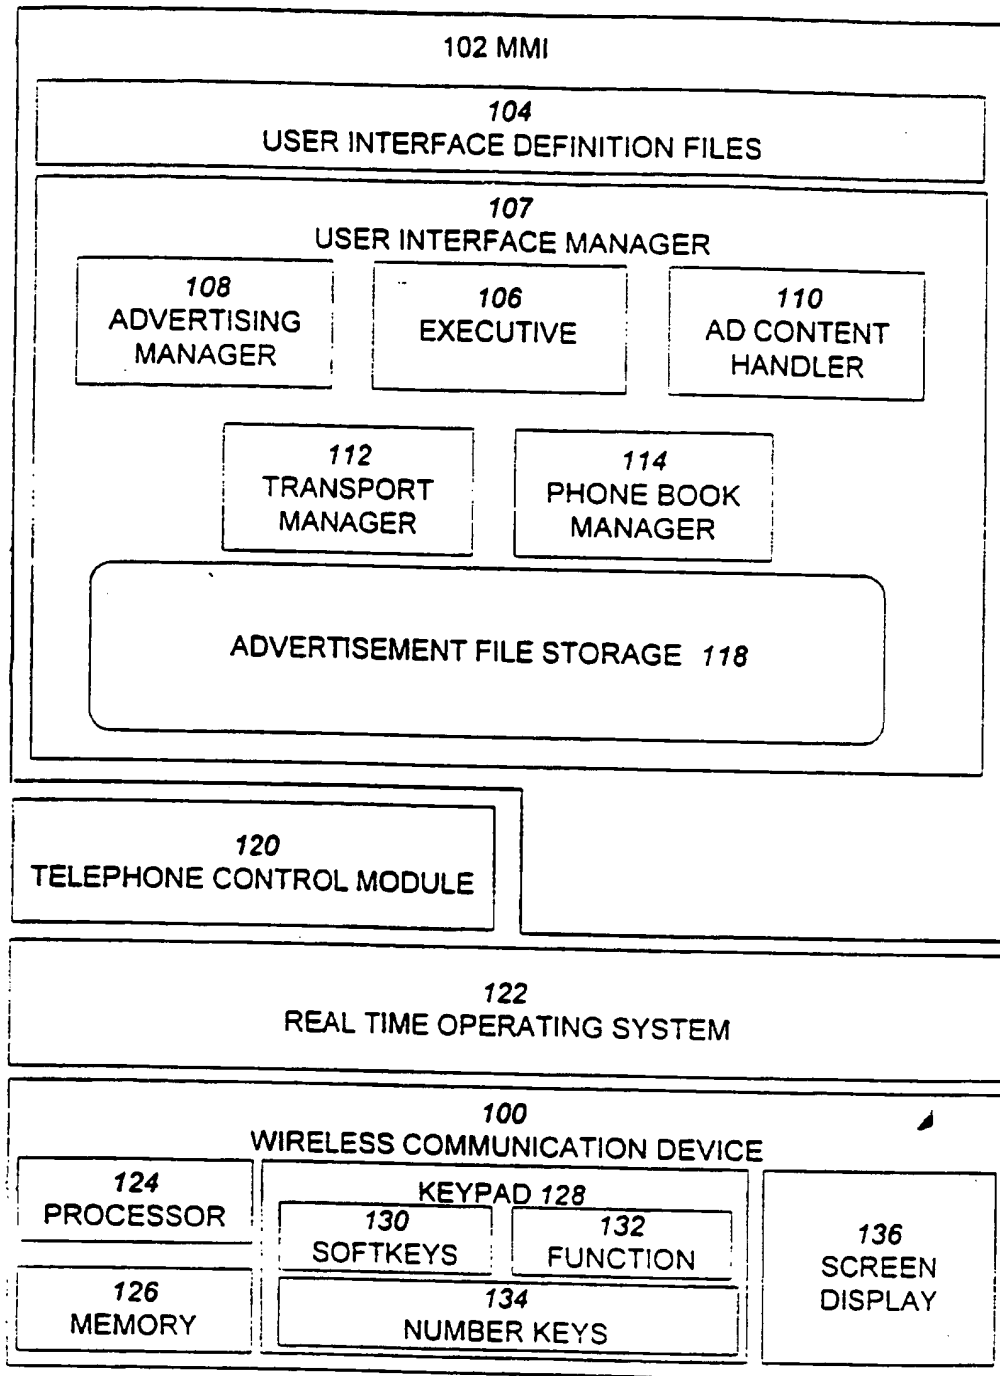 102 MMI
104
USER INTERFACE DEFINITION FILES
107
USER INTERFACE MANAGER
108
ADVERTISING
MANAGER
106
EXECUTIVE
110
AD CONTENT
HANDLER
112
TRANSPORT
MANAGER
114
PHONE BOOK
MANAGER
ADVERTISEMENT FILE STORAGE 118
120
TELEPHONE CONTROL MODULE
122
REAL TIME OPERATING SYSTEM
100
WIRELESS COMMUNICATION DEVICE
124
PROCESSOR
126
MEMORY
KEYPAD 128
130
SOFTKEYS
132
FUNCTION
134
NUMBER KEYS
136
SCREEN
DISPLAY